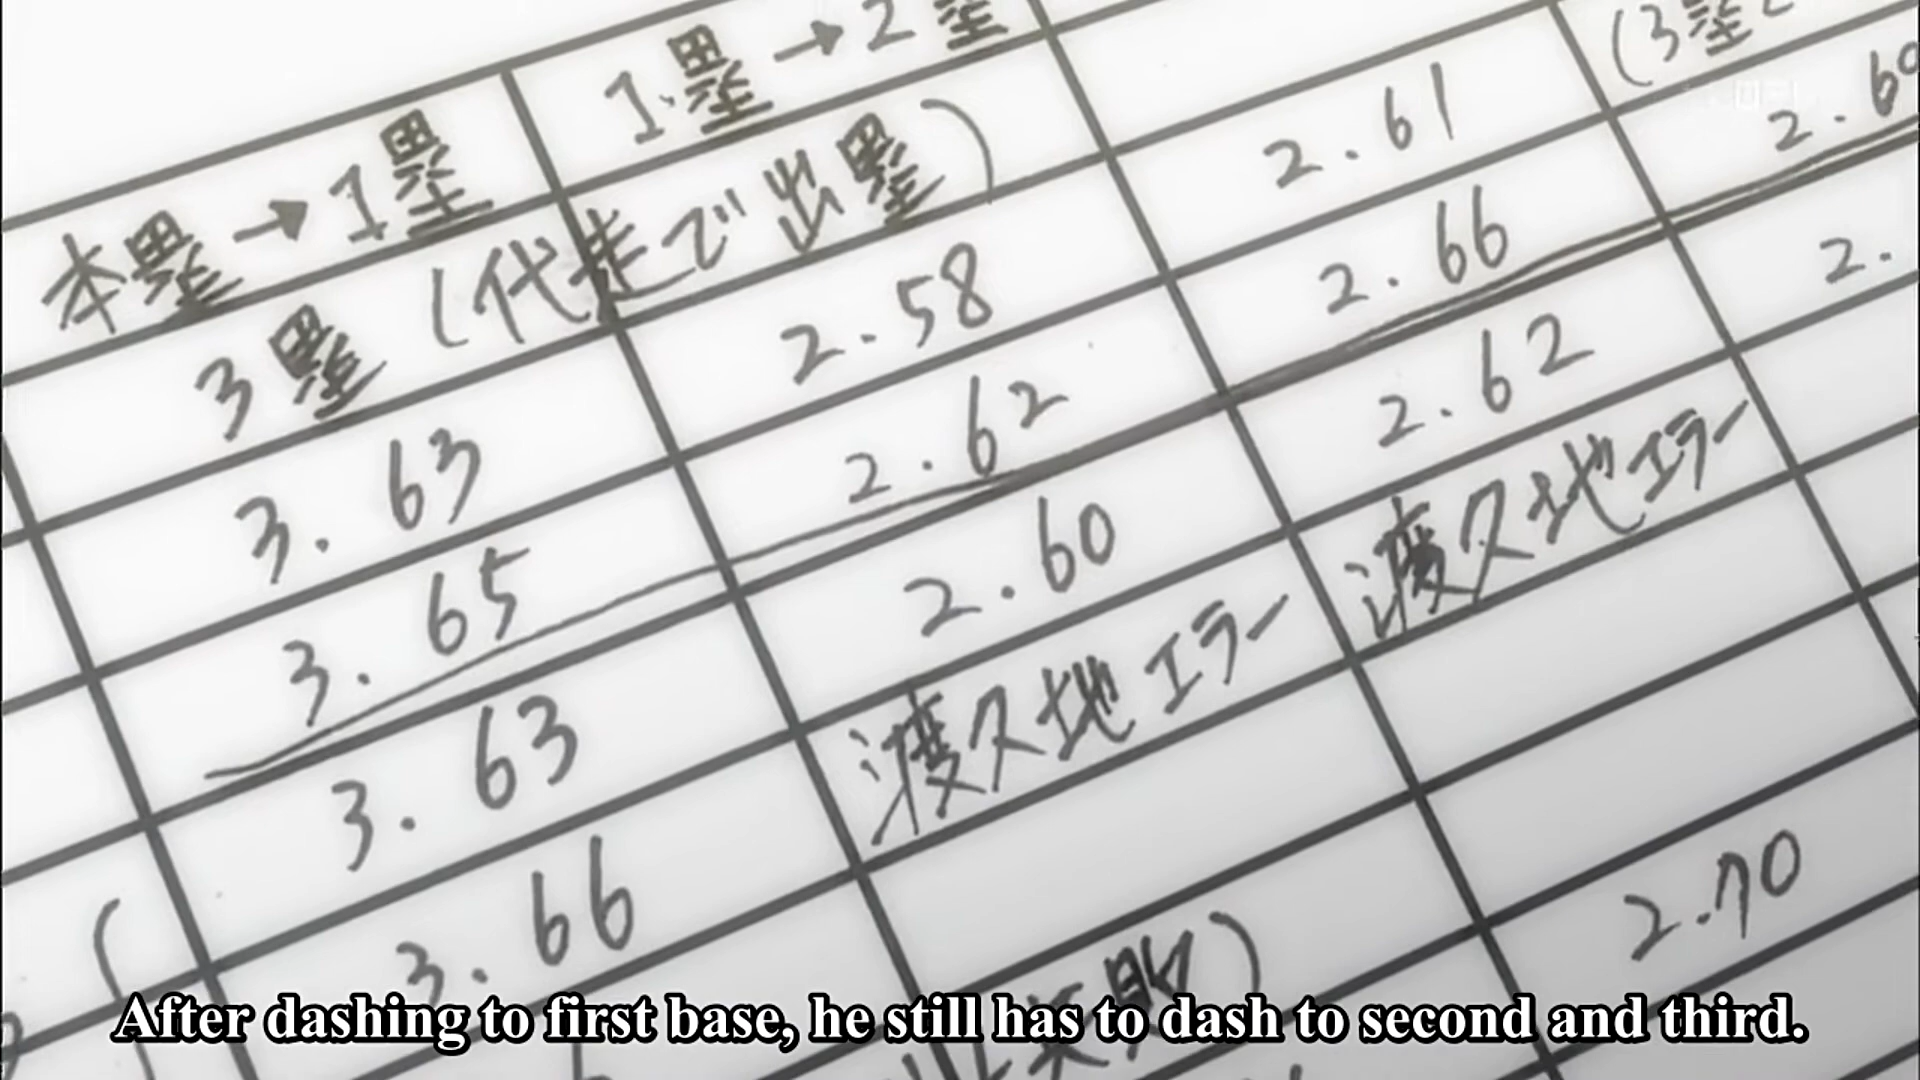 本塁→1塁 1塁→2塁
3塁 (代走で出塁)
3.63 2.58 2.61 (3塁
3.65 2.62 2.66 2.60
3.63 2.60 2.62 2.
3.66 渡久地エラー 渡久地エラー
失敗) 2.70
After dashing to first base, he still has to dash to second and third.